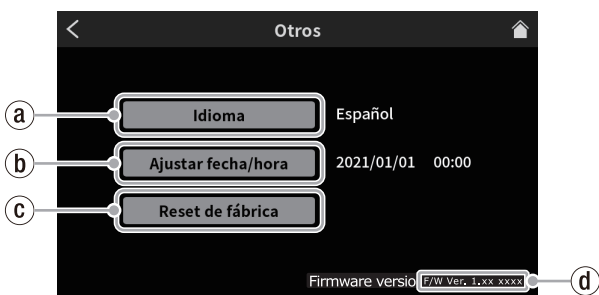 Otros
a Idioma Español
b Ajustar fecha/hora 2021/01/01 00:00
c Reset de fábrica
Firmware versio F/W Ver. 1.xx xxxx d